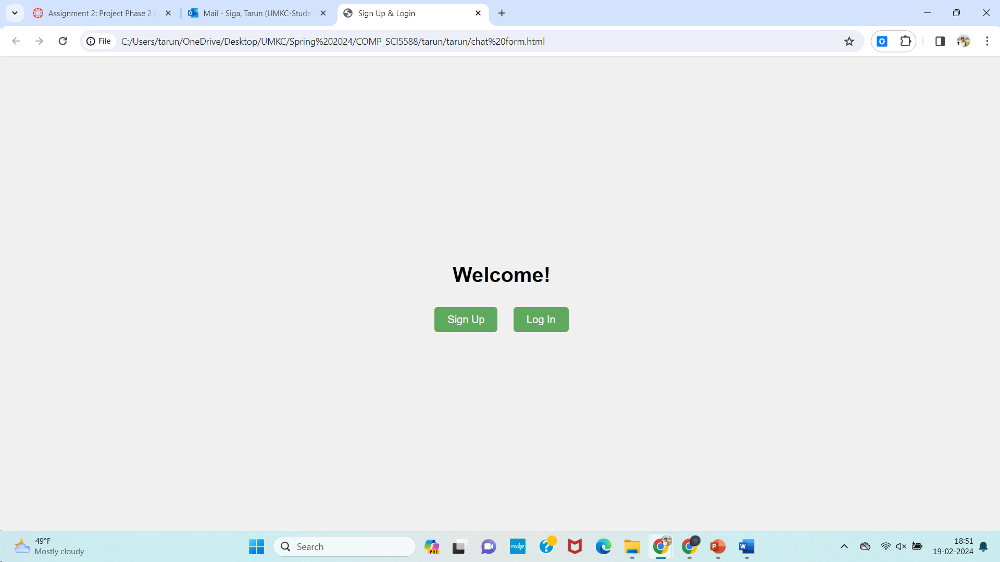 Assignment 2: Project Phase 2 (
Mail - Siga, Tarun (UMKC-Stude
Sign Up & Login
File
C:/Users/tarun/OneDrive/Desktop/UMKC/Spring%202024/COMP_SCI5588/tarun/tarun/chat%20form.html
Welcome!
Sign Up
Log In
49°F
Mostly cloudy
Search
PRE
myhp
P
W
18:51
19-02-2024